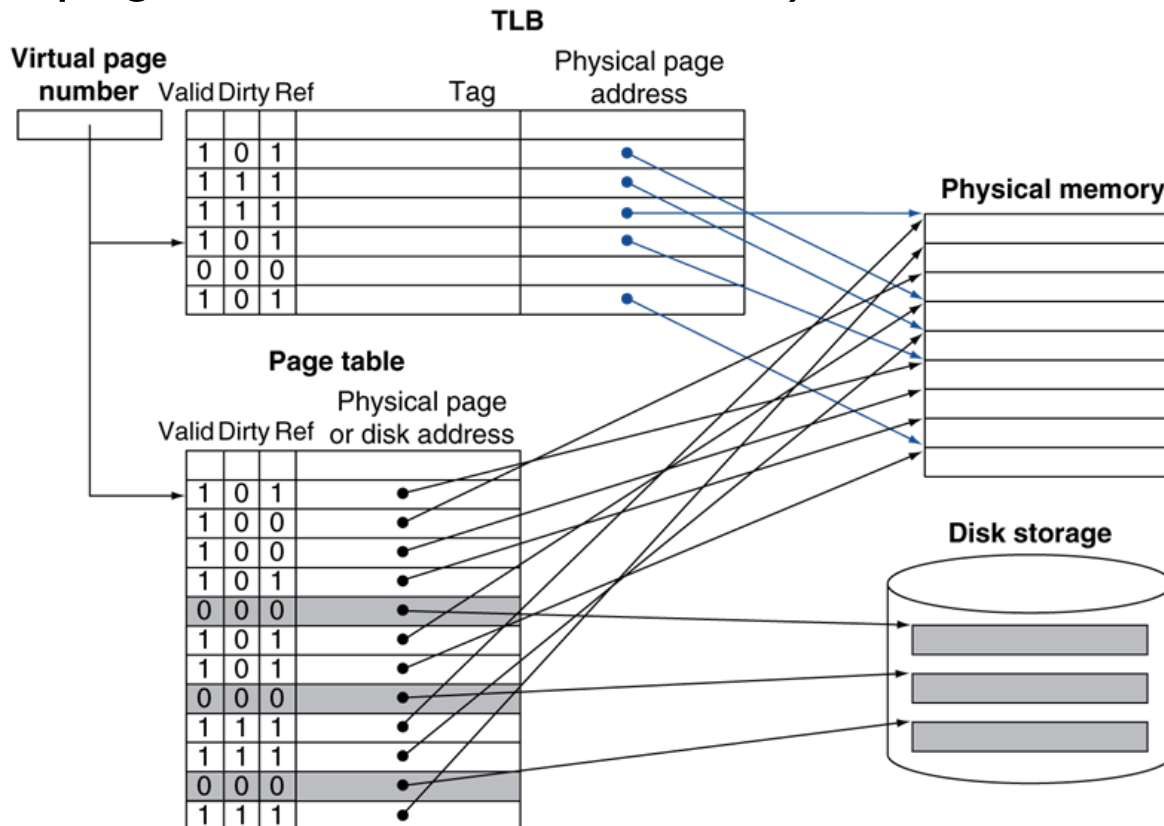 TLB
Virtual page
number
Valid Dirty Ref
Tag
Physical page
address
1 0 1
1 1 1
1 1 1
1 0 1
0 0 0
1 0 1
Physical memory
Page table
Physical page
or disk address
Valid Dirty Ref
1 0 1
1 0 0
1 0 0
1 0 1
0 0 0
1 0 1
1 0 1
0 0 0
1 1 1
1 1 1
0 0 0
1 1 1
Disk storage